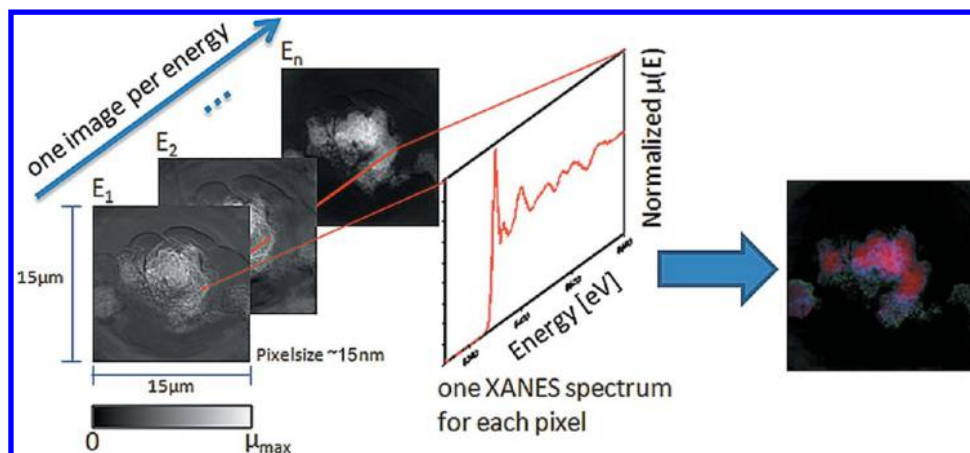 one image per energy
E1
E2
...
En
15μm
15μm
Pixelsize ~15nm
0
μmax
Normalized μ(E)
Energy [eV]
one XANES spectrum
for each pixel